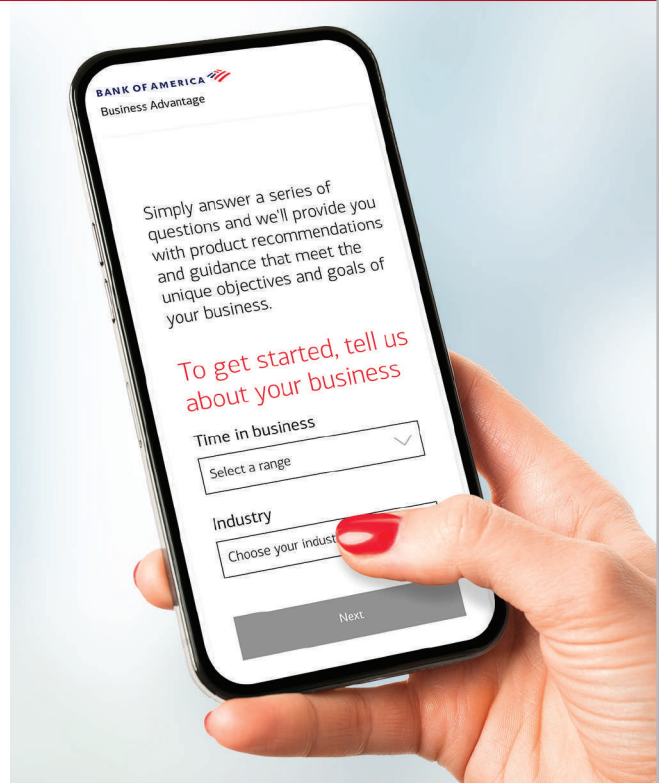 BANK OF AMERICA
Business Advantage
Simply answer a series of
questions and we'll provide you
with product recommendations
and guidance that meet the
unique objectives and goals of
your business.
To get started, tell us
about your business
Time in business
Select a range
Industry
Choose your
Next